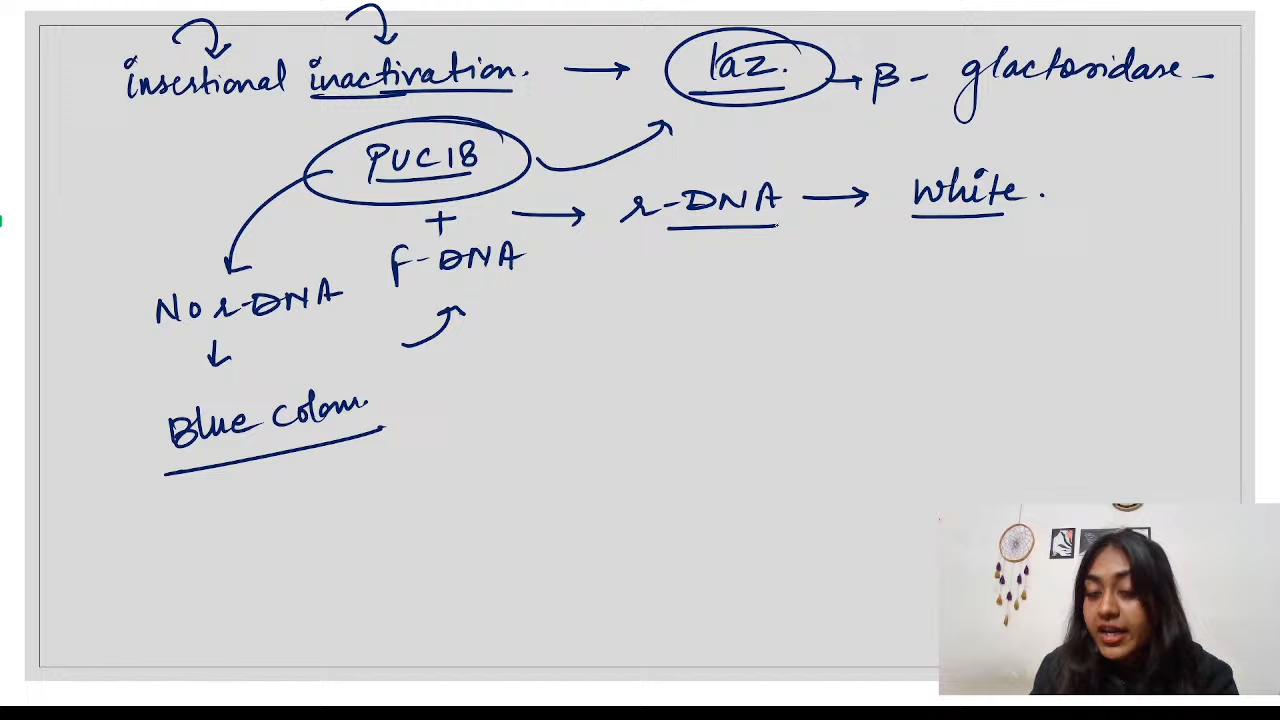 insertional inactivation. → laz. → β- glactosidase -
PUC18
+ → r-DNA → White.
F-DNA
No r-DNA
↓
Blue Colour.